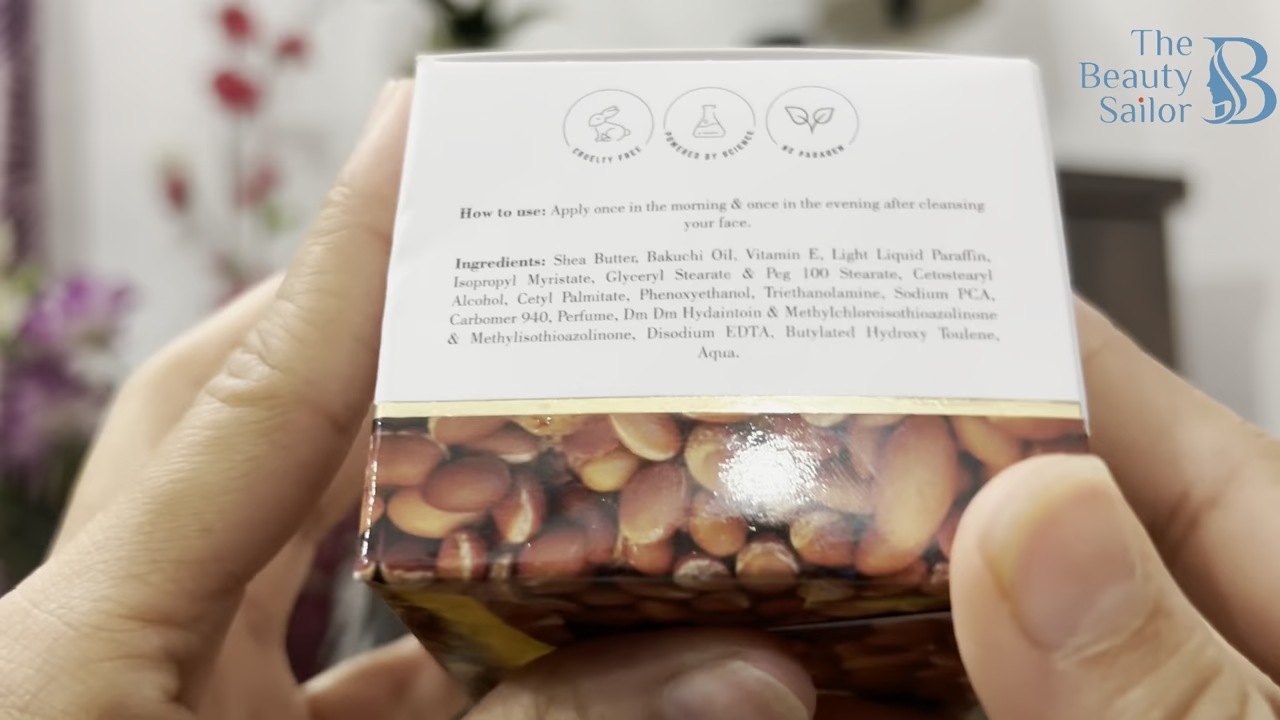 The
Beauty
Sailor
CRUELTY FREE
POWERED BY SCIENCE
NO PARABEN
How to use: Apply once in the morning & once in the evening after cleansing
your face.
Ingredients: Shea Butter, Bakuchi Oil, Vitamin E, Light Liquid Paraffin,
Isopropyl Myristate, Glyceryl Stearate & Peg 100 Stearate, Cetostearyl
Alcohol, Cetyl Palmitate, Phenoxyethanol, Triethanolamine, Sodium PCA,
Carbomer 940, Perfume, Dm Dm Hydaintoin & Methylchloroisothioazolinone
& Methylisothioazolinone, Disodium EDTA, Butylated Hydroxy Toulene,
Aqua.